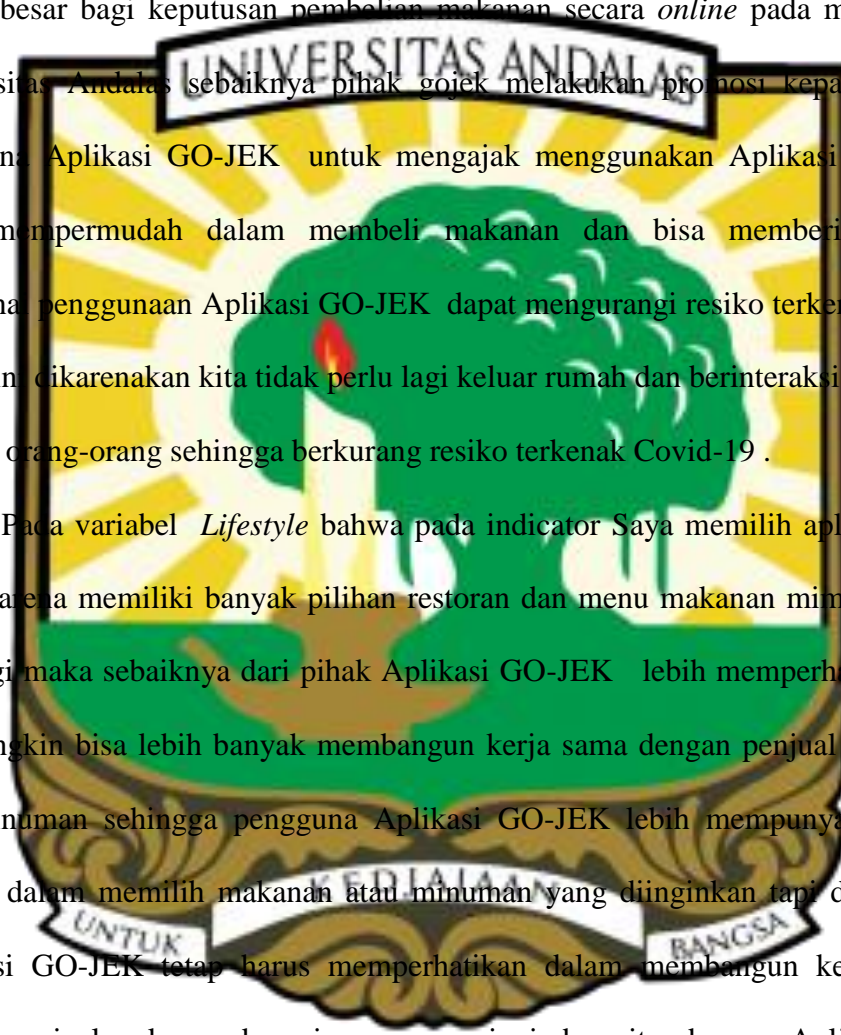 besar bagi keputusan pembelian makanan secara online pada m
UNIVERSITAS ANDALAS
sitas Andalas sebaiknya pihak gojek melakukan promosi kepa
na Aplikasi GO-JEK untuk mengajak menggunakan Aplikasi
mempermudah dalam membeli makanan dan bisa memberi
nai penggunaan Aplikasi GO-JEK dapat mengurangi resiko terke
n dikarenakan kita tidak perlu lagi keluar rumah dan berinteraksi
orang-orang sehingga berkurang resiko terkenak Covid-19 .
Pada variabel Lifestyle bahwa pada indicator Saya memilih apl
arena memiliki banyak pilihan restoran dan menu makanan mim
gi maka sebaiknya dari pihak Aplikasi GO-JEK lebih memperh
ngkin bisa lebih banyak membangun kerja sama dengan penjual
numan sehingga pengguna Aplikasi GO-JEK lebih mempunya
dalam memilih makanan atau minuman yang diinginkan tapi d
KEDJAJAAN
UNTUK
BANGSA
si GO-JEK tetap harus memperhatikan dalam membangun ke